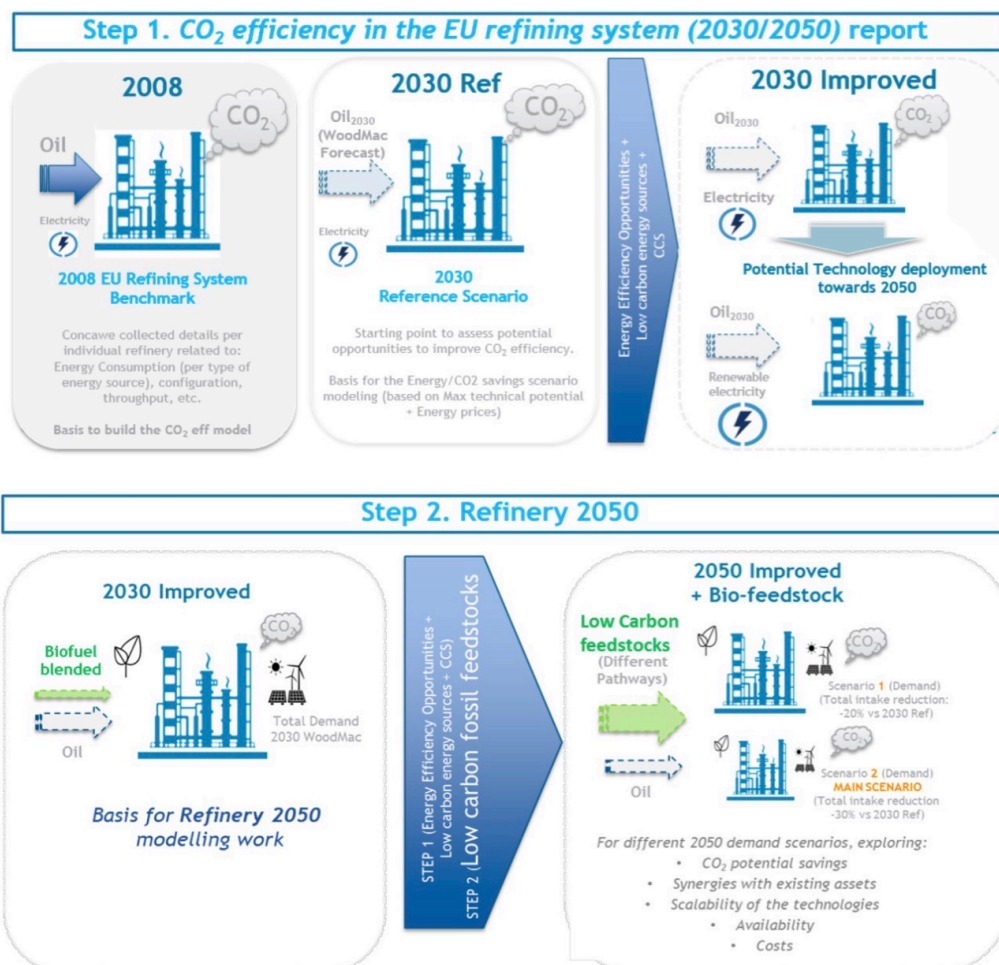 Step 1. CO2 efficiency in the EU refining system (2030/2050) report
2008
CO2
Oil
Electricity
2008 EU Refining System
Benchmark
Concawe collected details per
individual refinery related to:
Energy Consumption (per type of
energy source), configuration,
throughput, etc.
Basis to build the CO2 eff model
2030 Ref
CO2
Oil2030
(WoodMac
Forecast)
Electricity
2030
Reference Scenario
Starting point to assess potential
opportunities to improve CO2 efficiency.
Basis for the Energy/CO2 savings scenario
modeling (based on Max technical potential
+ Energy prices)
Energy Efficiency Opportunities +
Low carbon energy sources +
CCS
2030 Improved
Oil2030
CO2
Electricity
Potential Technology deployment
towards 2050
Oil2030
CO2
Renewable
electricity
Step 2. Refinery 2050
2030 Improved
CO2
Biofuel
blended
Oil
Total Demand
2030 WoodMac
Basis for Refinery 2050
modelling work
STEP 1 (Energy Efficiency Opportunities +
Low carbon energy sources + CCS)
STEP 2 (Low carbon fossil feedstocks
2050 Improved
+ Bio-feedstock
Low Carbon
feedstocks
(Different
Pathways)
CO2
Scenario 1 (Demand)
(Total intake reduction:
-20% vs 2030 Ref)
CO2
Oil
Scenario 2 (Demand)
MAIN SCENARIO
(Total intake reduction
-30% vs 2030 Ref)
For different 2050 demand scenarios, exploring:
• CO2 potential savings
• Synergies with existing assets
• Scalability of the technologies
• Availability
• Costs